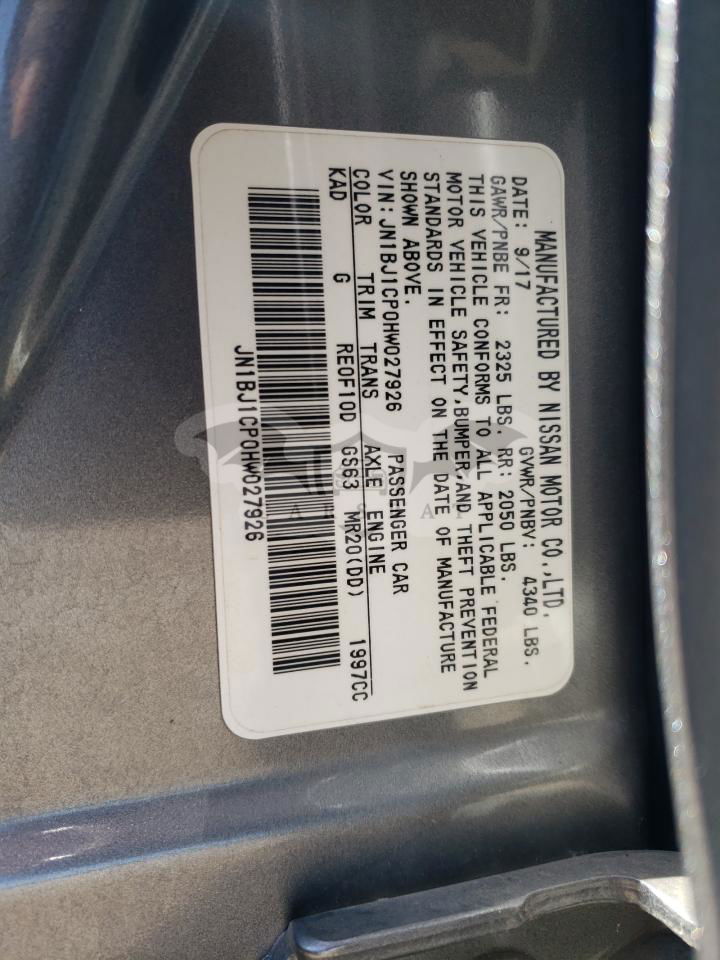 MANUFACTURED BY NISSAN MOTOR CO.,LTD.
DATE: 9/17 GVWR/PNBV: 4340 LBS.
GAWR/PNBE FR: 2325 LBS. RR: 2050 LBS.
THIS VEHICLE CONFORMS TO ALL APPLICABLE FEDERAL
MOTOR VEHICLE SAFETY,BUMPER,AND THEFT PREVENTION
STANDARDS IN EFFECT ON THE DATE OF MANUFACTURE
SHOWN ABOVE.
VIN:JN1BJ1CP0HW027926 PASSENGER CAR
COLOR TRIM TRANS AXLE ENGINE
KAD G RE0F10D GS63 MR20(DD) 1997CC
JN1BJ1CP0HW027926